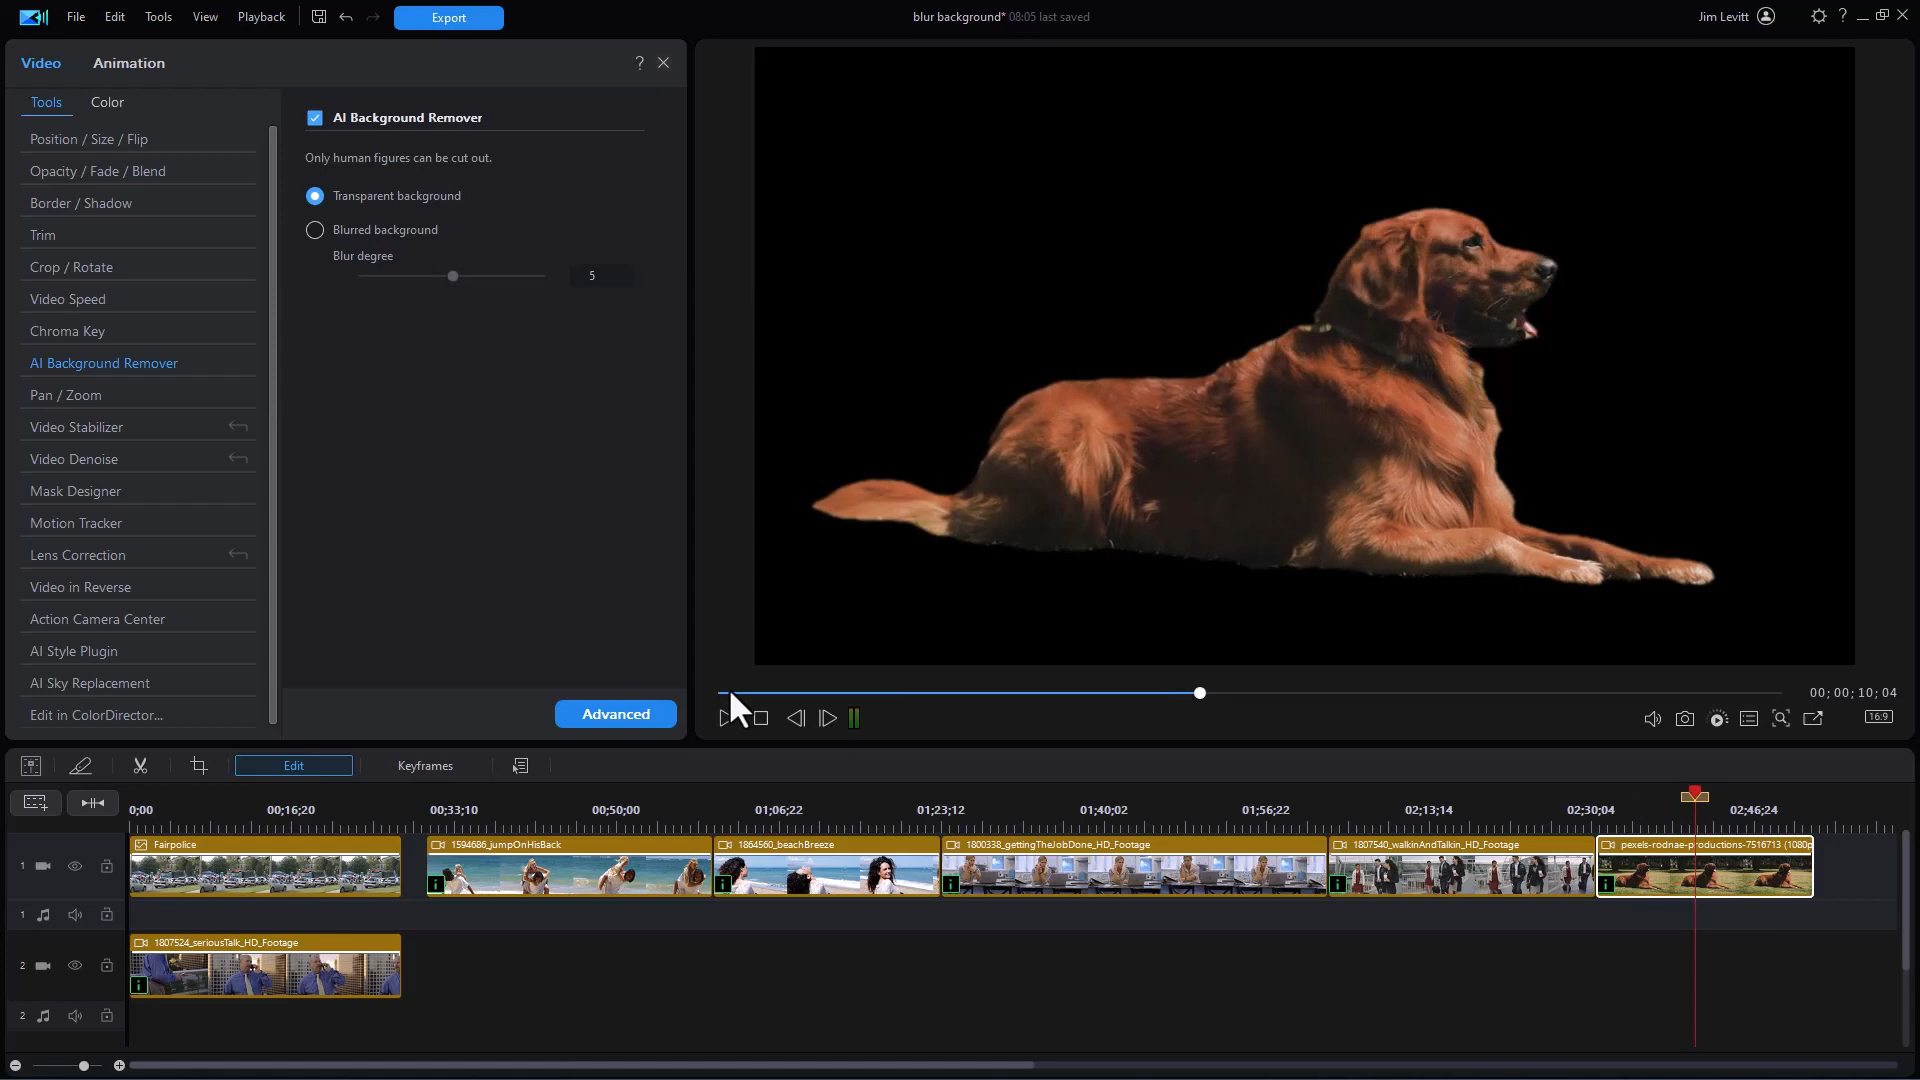 File Edit Tools View Playback Export blur background* 08:05 last saved Jim Levitt ?
Video Animation ?
Tools Color
Position / Size / Flip
Opacity / Fade / Blend
Border / Shadow
Trim
Crop / Rotate
Video Speed
Chroma Key
AI Background Remover
Pan / Zoom
Video Stabilizer
Video Denoise
Mask Designer
Motion Tracker
Lens Correction
Video in Reverse
Action Camera Center
AI Style Plugin
AI Sky Replacement
Edit in ColorDirector...
AI Background Remover
Only human figures can be cut out.
Transparent background
Blurred background
Blur degree
5
Advanced
00; 00; 10; 04
16:9
Edit Keyframes
0;00 00;16;20 00;33;10 00;50;00 01;06;22 01;23;12 01;40;02 01;56;22 02;13;14 02;30;04 02;46;24
Fairpolice 1594686_jumpOnHisBack 1864560_beachBreeze 1800338_gettingTheJobDone_HD_Footage 1807540_walkinAndTalkin_HD_Footage pexels-rodnae-productions-7516713 (1080p
1
i i i i i
1
1807524_seriousTalk_HD_Footage
2
i
2